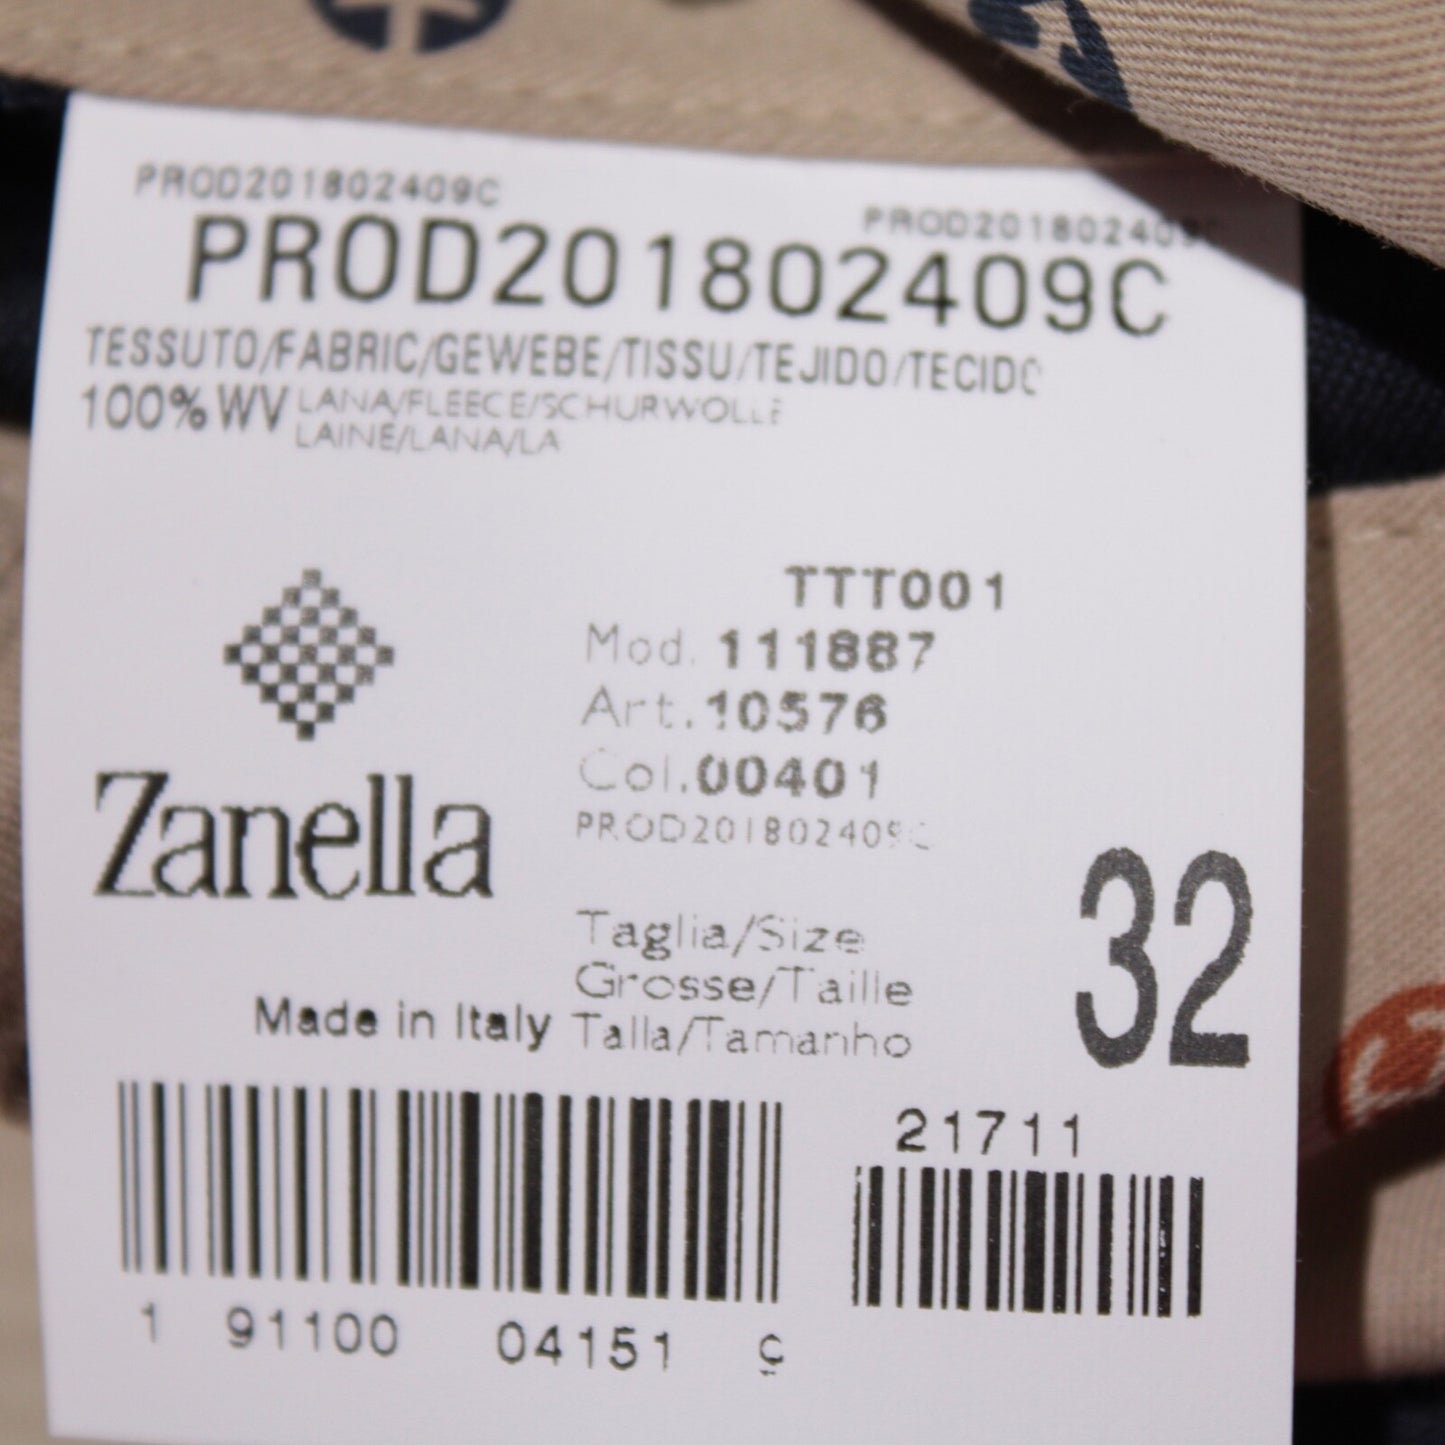 PROD201802409C
PROD201802409C
PROD201802409C
TESSUTO/FABRIC/GEWEBE/TISSU/TEJIDO/TECIDO
100%WV LANA/FLEECE/SCHURWOLLE
LAINE/LANA/LA
TTT001
Mod. 111887
Art. 10576
Col. 00401
PROD201802409C
Zanella
Taglia/Size
Grosse/Taille
Talla/Tamanho
32
Made in Italy
21711
1 91100 04151